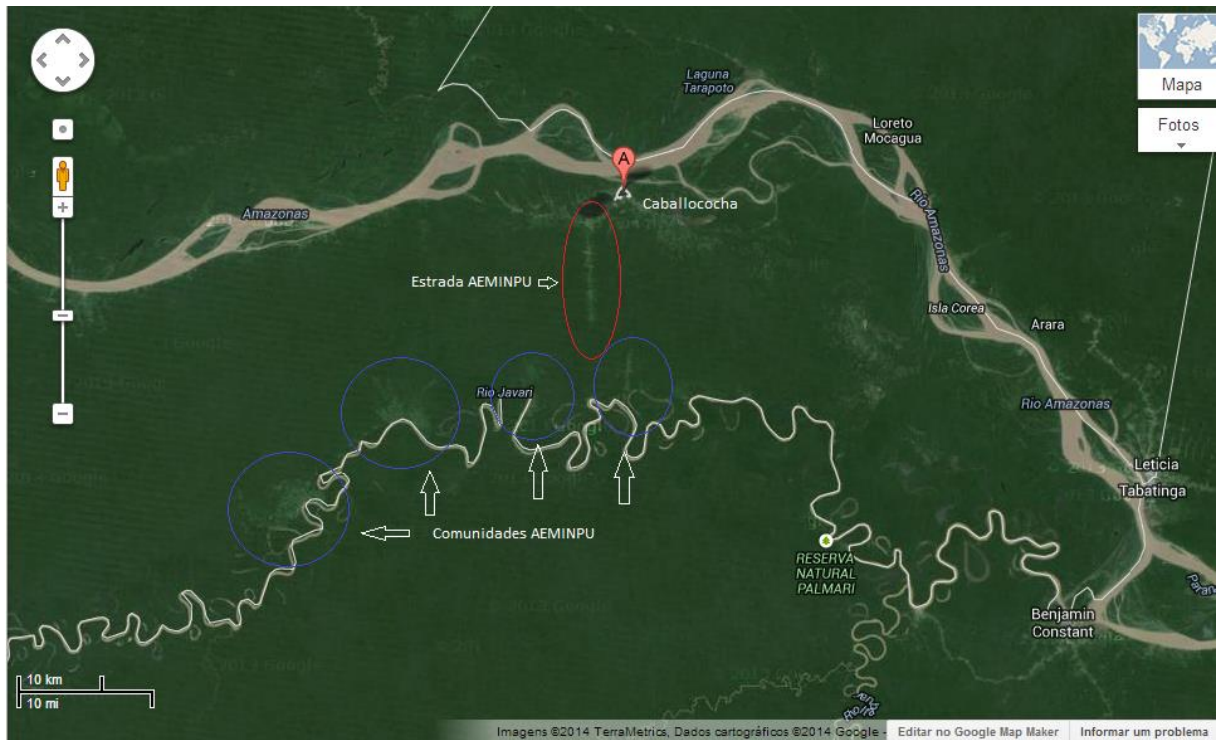 Mapa
Fotos
Laguna
Tarapoto
Loreto
Mocagua
A
Caballococha
Amazonas
Rio Amazonas
Estrada AEMINPU
Isla Corea
Arara
Rio Javari
Rio Amazonas
Leticia
Tabatinga
Comunidades AEMINPU
RESERVA
NATURAL
PALMARI
Benjamin
Constant
10 km
10 mi
Imagens ©2014 TerraMetrics, Dados cartográficos ©2014 Google -
Editar no Google Map Maker
Informar um problema